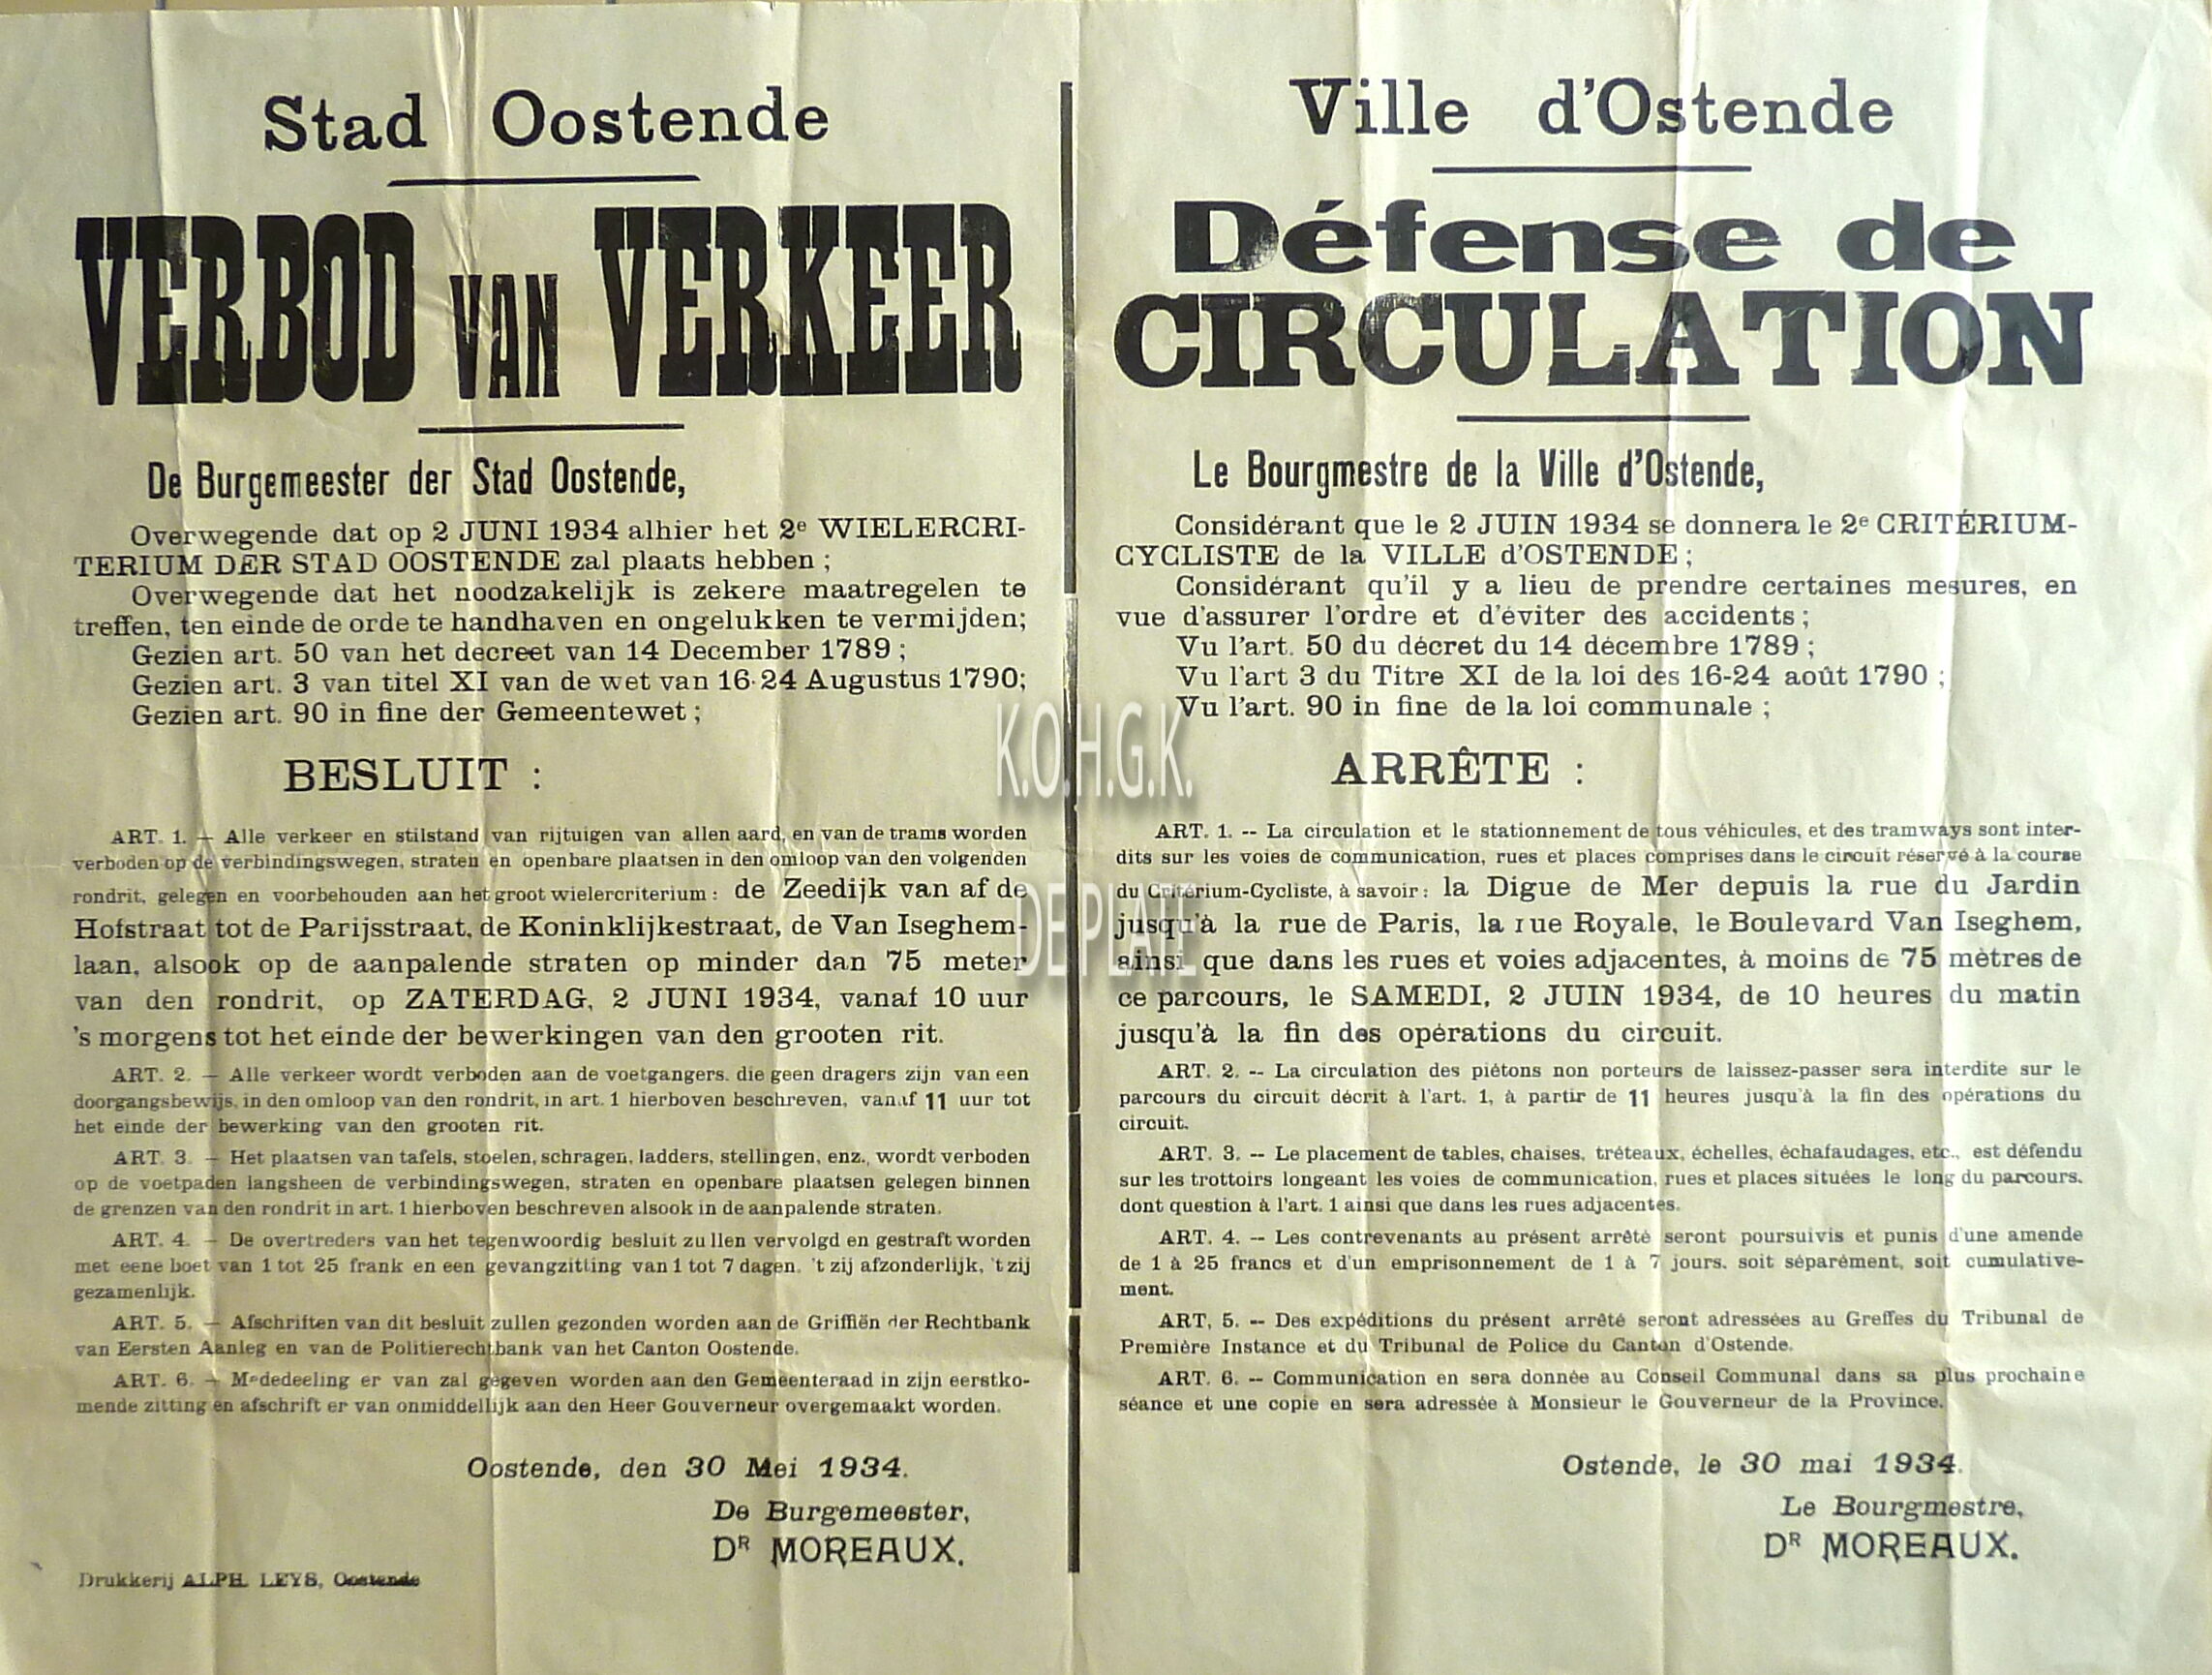 Stad Oostende
VERBOD VAN VERKEER
De Burgemeester der Stad Oostende,
Overwegende dat op 2 JUNI 1934 alhier het 2e WIELERCRI-
TERIUM DER STAD OOSTENDE zal plaats hebben ;
Overwegende dat het noodzakelijk is zekere maatregelen te
treffen, ten einde de orde te handhaven en ongelukken te vermijden;
Gezien art. 50 van het decreet van 14 December 1789 ;
Gezien art. 3 van titel XI van de wet van 16-24 Augustus 1790;
Gezien art. 90 in fine der Gemeentewet ;
BESLUIT :
ART. 1. — Alle verkeer en stilstand van rijtuigen van allen aard, en van de trams worden
verboden op de verbindingswegen, straten en openbare plaatsen in den omloop van den volgenden
rondrit, gelegen en voorbehouden aan het groot wielercriterium : de Zeedijk van af de
Hofstraat tot de Parijsstraat, de Koninklijkestraat, de Van Iseghem-
laan, alsook op de aanpalende straten op minder dan 75 meter
van den rondrit, op ZATERDAG, 2 JUNI 1934, vanaf 10 uur
's morgens tot het einde der bewerkingen van den grooten rit.
ART. 2. — Alle verkeer wordt verboden aan de voetgangers, die geen dragers zijn van een
doorgangsbewijs, in den omloop van den rondrit, in art. 1 hierboven beschreven, vanaf 11 uur tot
het einde der bewerking van den grooten rit.
ART. 3. — Het plaatsen van tafels, stoelen, schragen, ladders, stellingen, enz., wordt verboden
op de voetpaden langsheen de verbindingswegen, straten en openbare plaatsen gelegen binnen
de grenzen van den rondrit in art. 1 hierboven beschreven alsook in de aanpalende straten.
ART. 4. — De overtreders van het tegenwoordig besluit zullen vervolgd en gestraft worden
met eene boet van 1 tot 25 frank en een gevangzitting van 1 tot 7 dagen, 't zij afzonderlijk, 't zij
gezamenlijk.
ART. 5. — Afschriften van dit besluit zullen gezonden worden aan de Griffiën der Rechtbank
van Eersten Aanleg en van de Politierechtbank van het Canton Oostende.
ART. 6. — Mededeeling er van zal gegeven worden aan den Gemeenteraad in zijn eerstko-
mende zitting en afschrift er van onmiddellijk aan den Heer Gouverneur overgemaakt worden.
Oostende, den 30 Mei 1934.
De Burgemeester,
DR MOREAUX.
Drukkerij ALPH. LEYS, Oostende
Ville d'Ostende
Défense de
CIRCULATION
Le Bourgmestre de la Ville d'Ostende,
Considérant que le 2 JUIN 1934 se donnera le 2e CRITÉRIUM-
CYCLISTE de la VILLE d'OSTENDE ;
Considérant qu'il y a lieu de prendre certaines mesures, en
vue d'assurer l'ordre et d'éviter des accidents ;
Vu l'art. 50 du décret du 14 décembre 1789 ;
Vu l'art 3 du Titre XI de la loi des 16-24 août 1790 ;
Vu l'art. 90 in fine de la loi communale ;
ARRÊTE :
ART. 1. -- La circulation et le stationnement de tous véhicules, et des tramways sont inter-
dits sur les voies de communication, rues et places comprises dans le circuit réservé à la course
du Critérium-Cycliste, à savoir : la Digue de Mer depuis la rue du Jardin
jusqu'à la rue de Paris, la rue Royale, le Boulevard Van Iseghem,
ainsi que dans les rues et voies adjacentes, à moins de 75 mètres de
ce parcours, le SAMEDI, 2 JUIN 1934, de 10 heures du matin
jusqu'à la fin des opérations du circuit.
ART. 2. -- La circulation des piétons non porteurs de laissez-passer sera interdite sur le
parcours du circuit décrit à l'art. 1, à partir de 11 heures jusqu'à la fin des opérations du
circuit.
ART. 3. -- Le placement de tables, chaises, tréteaux, échelles, échafaudages, etc., est défendu
sur les trottoirs longeant les voies de communication, rues et places situées le long du parcours,
dont question à l'art. 1 ainsi que dans les rues adjacentes.
ART. 4. -- Les contrevenants au présent arrêté seront poursuivis et punis d'une amende
de 1 à 25 francs et d'un emprisonnement de 1 à 7 jours, soit séparément, soit cumulative-
ment.
ART, 5. -- Des expéditions du présent arrêté seront adressées au Greffes du Tribunal de
Première Instance et du Tribunal de Police du Canton d'Ostende.
ART. 6. -- Communication en sera donnée au Conseil Communal dans sa plus prochaine
séance et une copie en sera adressée à Monsieur le Gouverneur de la Province.
Ostende, le 30 mai 1934.
Le Bourgmestre,
DR MOREAUX.
K.O.H.G.K.
DEPLATE